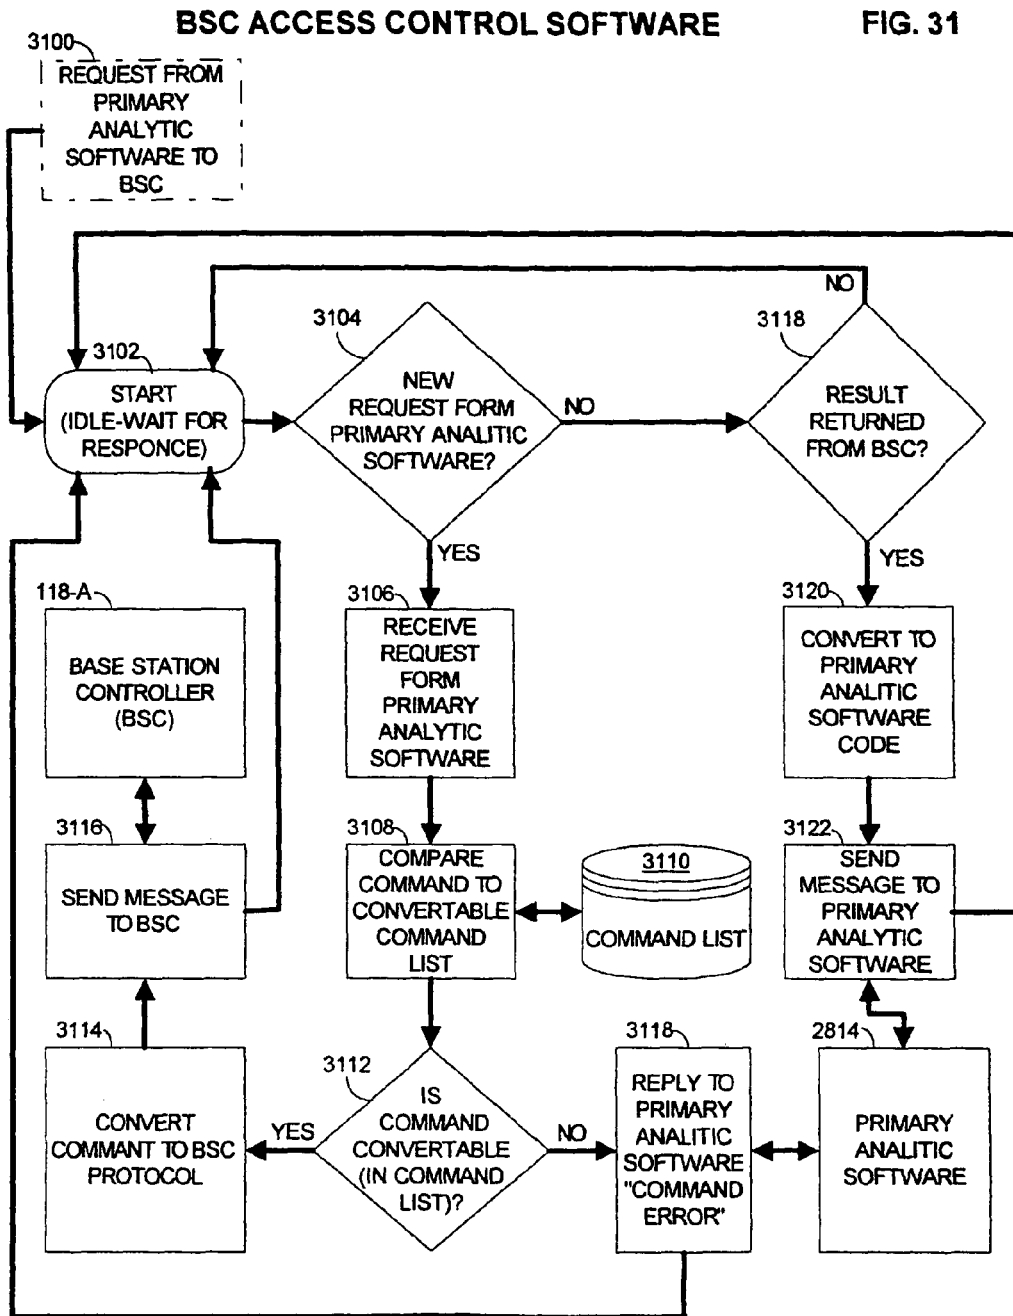 BSC ACCESS CONTROL SOFTWARE
FIG. 31
3100
REQUEST FROM
PRIMARY
ANALYTIC
SOFTWARE TO
BSC
3102
START
(IDLE-WAIT FOR
RESPONCE)
3104
NEW
REQUEST FORM
PRIMARY ANALITIC
SOFTWARE?
NO
YES
3118
RESULT
RETURNED
FROM BSC?
NO
YES
118-A
BASE STATION
CONTROLLER
(BSC)
3106
RECEIVE
REQUEST
FORM
PRIMARY
ANALYTIC
SOFTWARE
3120
CONVERT TO
PRIMARY
ANALITIC
SOFTWARE
CODE
3116
SEND MESSAGE
TO BSC
3108
COMPARE
COMMAND TO
CONVERTABLE
COMMAND
LIST
3110
COMMAND LIST
3122
SEND
MESSAGE TO
PRIMARY
ANALYTIC
SOFTWARE
3114
CONVERT
COMMANT TO BSC
PROTOCOL
YES
3112
IS
COMMAND
CONVERTABLE
(IN COMMAND
LIST)?
NO
3118
REPLY TO
PRIMARY
ANALITIC
SOFTWARE
"COMMAND
ERROR"
2814
PRIMARY
ANALITIC
SOFTWARE